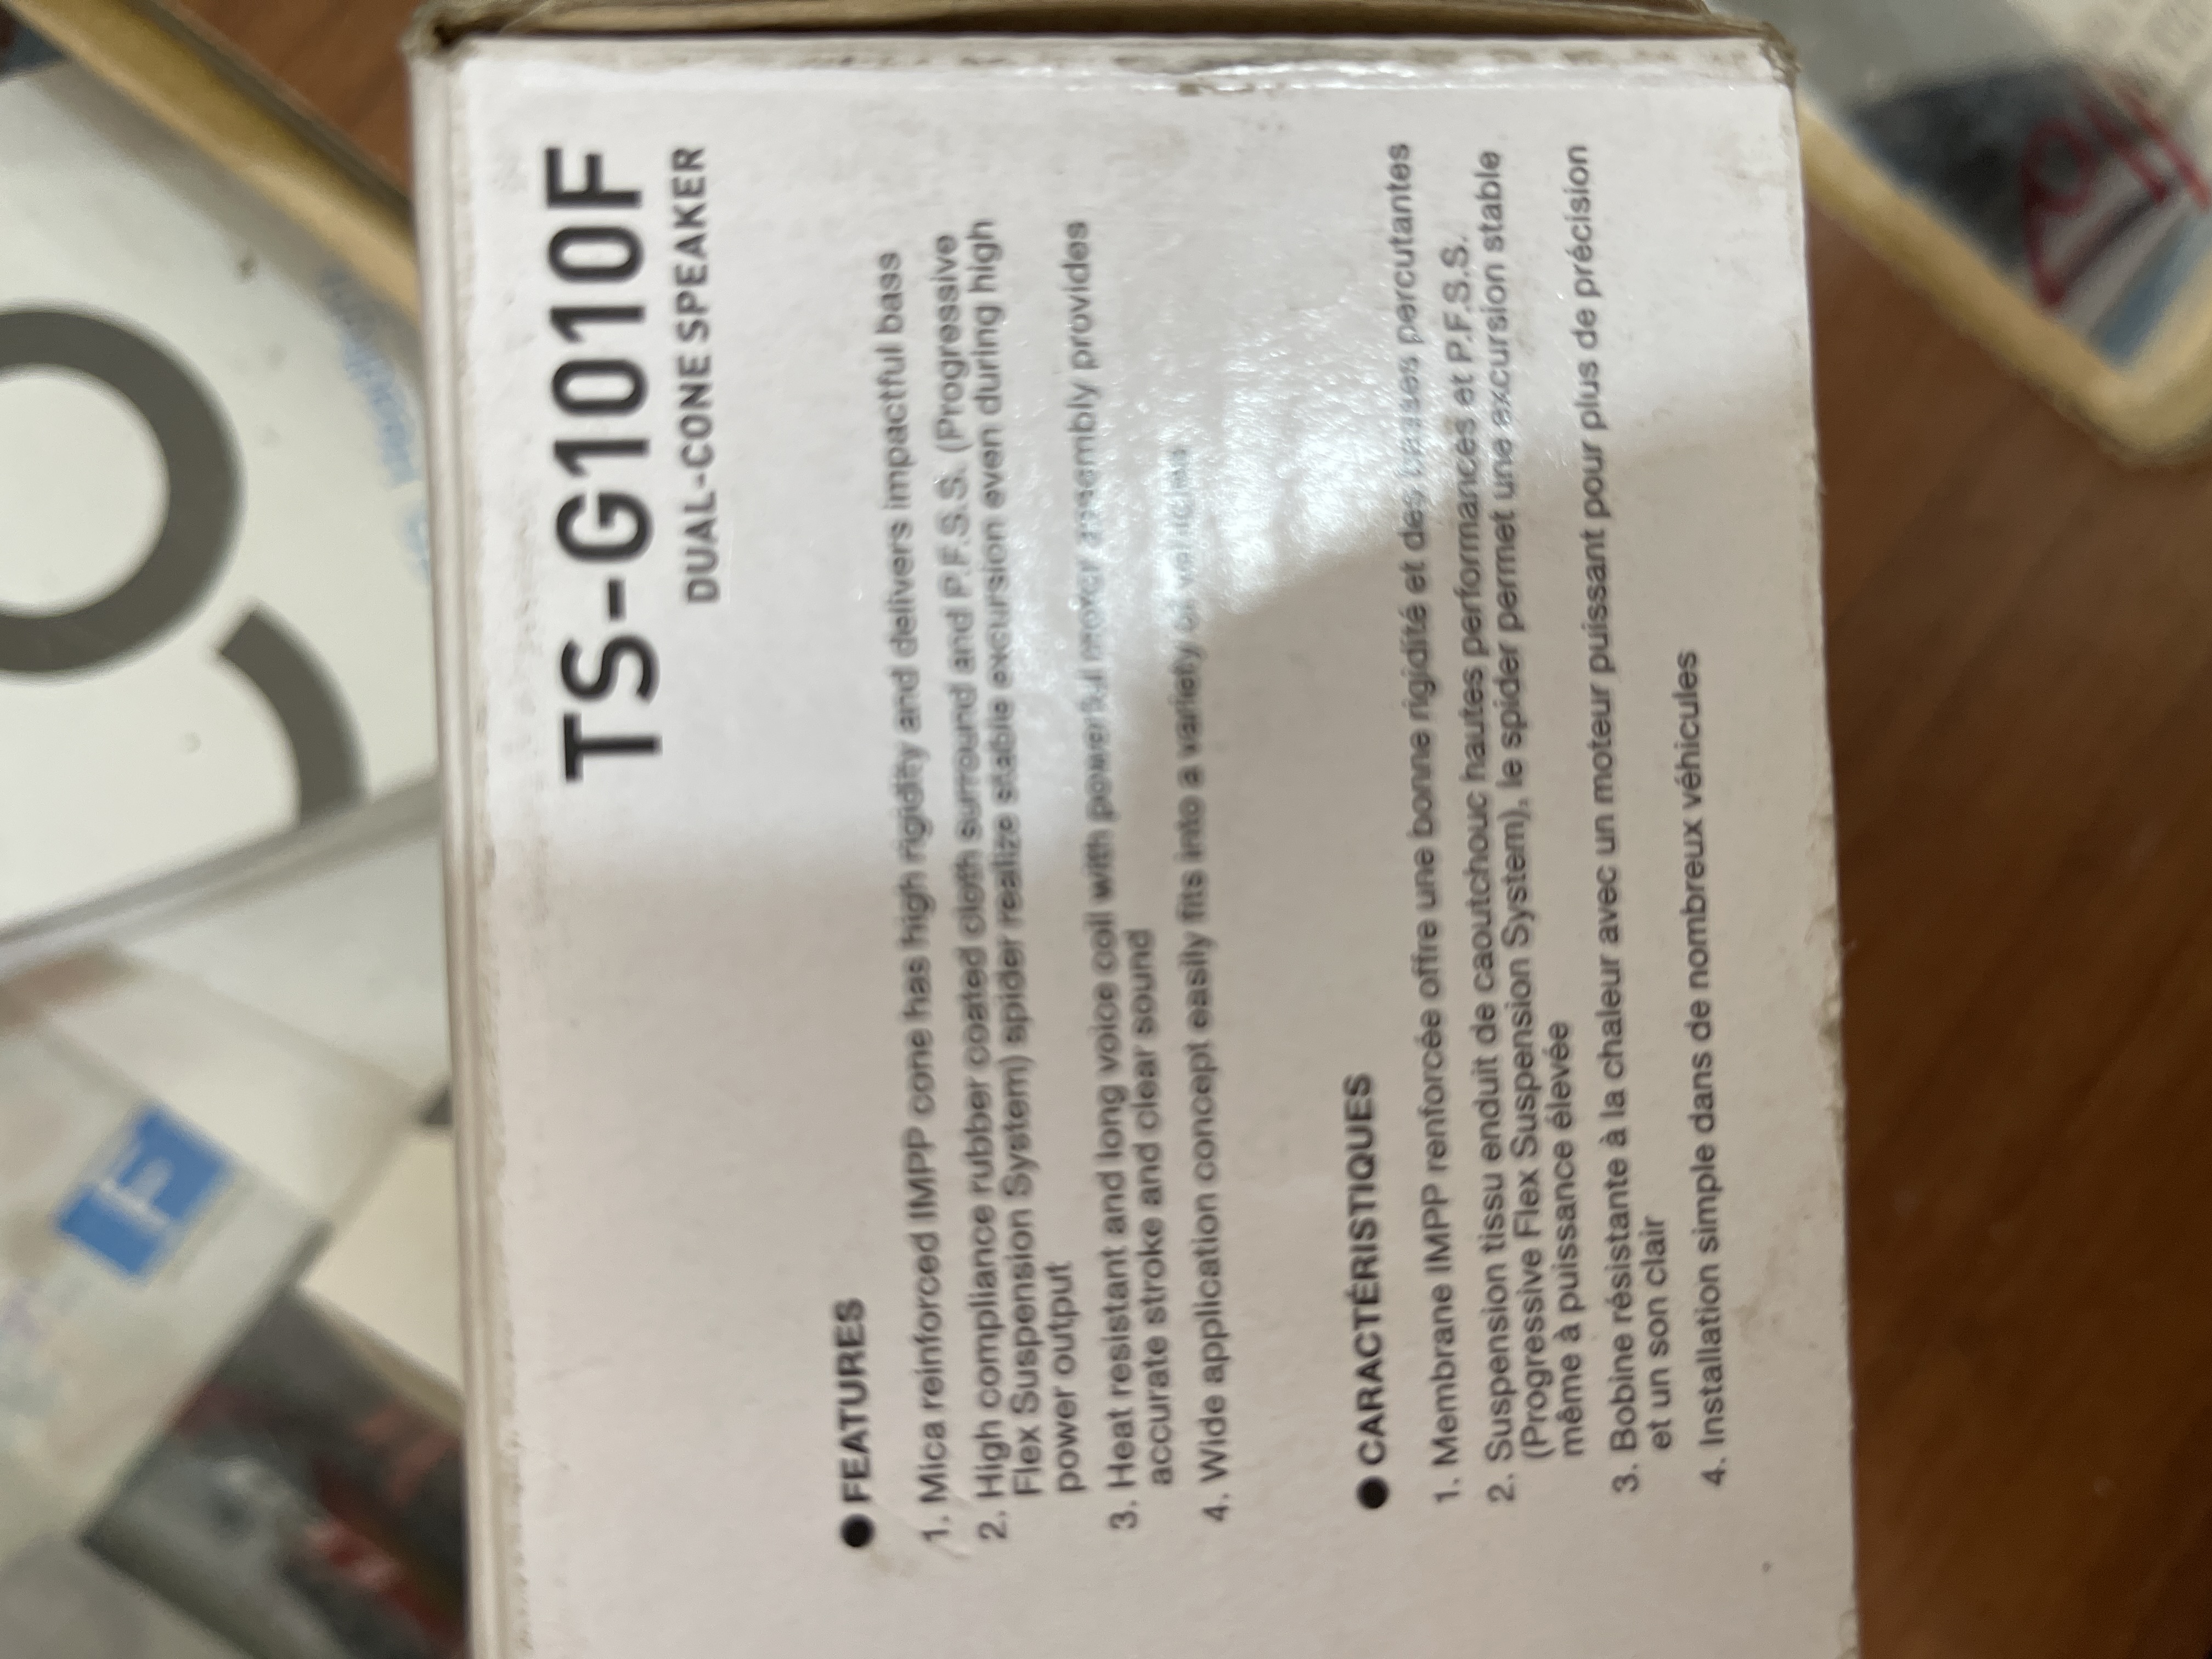 TS-G1010F
DUAL-CONE SPEAKER
● FEATURES
1. Mica reinforced IMPP cone has high rigidity and delivers impactful bass
2. High compliance rubber coated cloth surround and P.F.S.S. (Progressive
Flex Suspension System) spider realize stable excursion even during high
power output
3. Heat resistant and long voice coil with powerful motor assembly provides
accurate stroke and clear sound
4. Wide application concept easily fits into a variety of vehicles
● CARACTÉRISTIQUES
1. Membrane IMPP renforcée offre une bonne rigidité et des basses percutantes
2. Suspension tissu enduit de caoutchouc hautes performances et P.F.S.S.
(Progressive Flex Suspension System), le spider permet une excursion stable
même à puissance élevée
3. Bobine résistante à la chaleur avec un moteur puissant pour plus de précision
et un son clair
4. Installation simple dans de nombreux véhicules
F